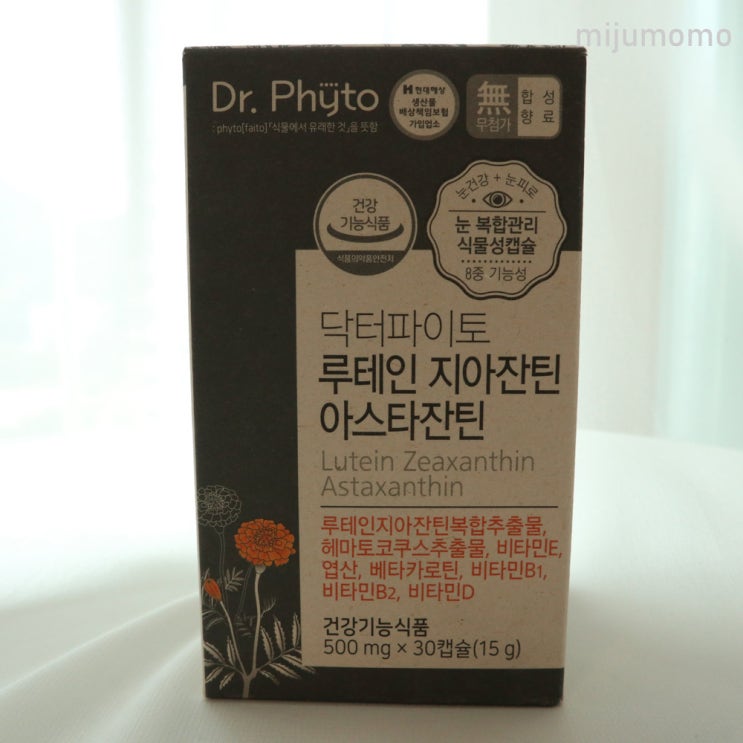 mijumomo
Dr. Phyto
: phyto[faito]「식물에서 유래한 것」을 뜻함
H 현대해상
생산물
배상책임보험
가입업소
無
무첨가
합성
향료
눈건강 + 눈피로
눈 복합관리
식물성캡슐
8중 기능성
건강
기능식품
식품의약품안전처
닥터파이토
루테인 지아잔틴
아스타잔틴
Lutein Zeaxanthin
Astaxanthin
루테인지아잔틴복합추출물,
헤마토코쿠스추출물, 비타민E,
엽산, 베타카로틴, 비타민B1,
비타민B2, 비타민D
건강기능식품
500 mg × 30캡슐(15 g)